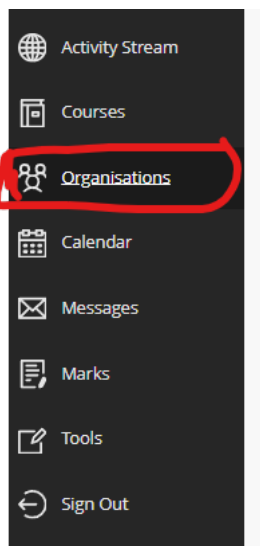 Activity Stream
Courses
Organisations
Calendar
Messages
Marks
Tools
Sign Out